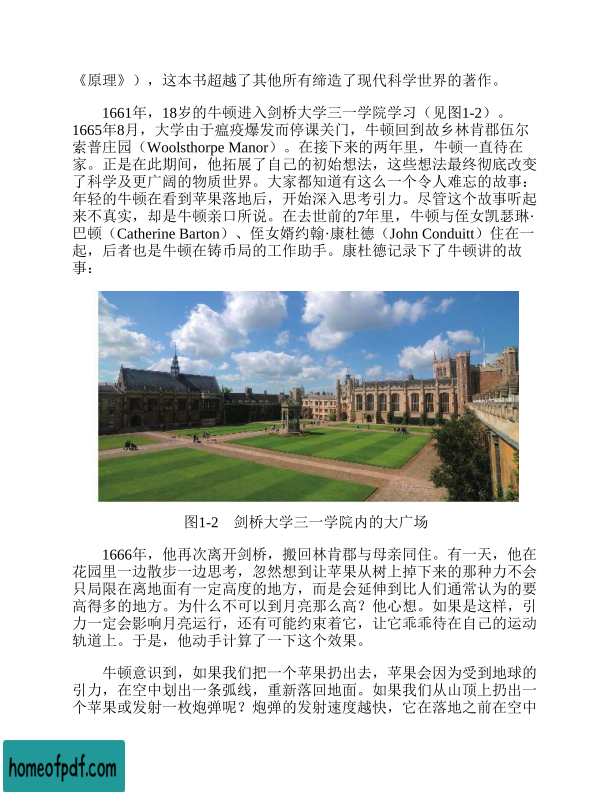 《原理》），这本书超越了其他所有缔造了现代科学世界的著作。
1661年，18岁的牛顿进入剑桥大学三一学院学习（见图1-2）。
1665年8月，大学由于瘟疫爆发而停课关门，牛顿回到故乡林肯郡伍尔
索普庄园（Woolsthorpe Manor）。在接下来的两年里，牛顿一直待在
家。正是在此期间，他拓展了自己的初始想法，这些想法最终彻底改变
了科学及更广阔的物质世界。大家都知道有这么一个令人难忘的故事：
年轻的牛顿在看到苹果落地后，开始深入思考引力。尽管这个故事听起
来不真实，却是牛顿亲口所说。在去世前的7年里，牛顿与侄女凯瑟琳·
巴顿（Catherine Barton）、侄女婿约翰·康杜德（John Conduitt）住在一
起，后者也是牛顿在铸币局的工作助手。康杜德记录下了牛顿讲的故
事：
图1-2 剑桥大学三一学院内的大广场
1666年，他再次离开剑桥，搬回林肯郡与母亲同住。有一天，他在
花园里一边散步一边思考，忽然想到让苹果从树上掉下来的那种力不会
只局限在离地面有一定高度的地方，而是会延伸到比人们通常认为的要
高得多的地方。为什么不可以到月亮那么高？他心想。如果是这样，引
力一定会影响月亮运行，还有可能约束着它，让它乖乖待在自己的运动
轨道上。于是，他动手计算了一下这个效果。
牛顿意识到，如果我们把一个苹果扔出去，苹果会因为受到地球的
引力，在空中划出一条弧线，重新落回地面。如果我们从山顶上扔出一
个苹果或发射一枚炮弹呢？炮弹的发射速度越快，它在落地之前在空中
homeofpdf.com